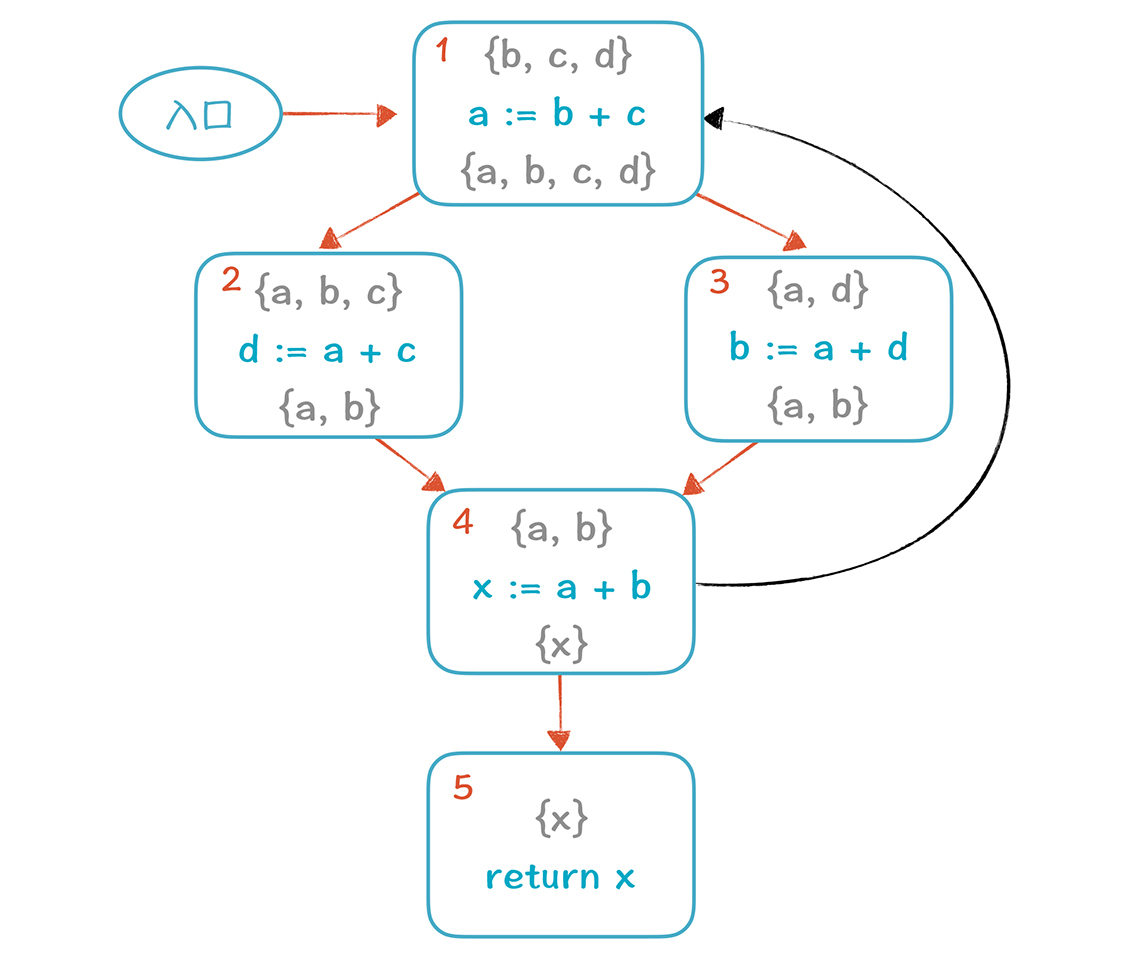 入口
1
{b, c, d}
a := b + c
{a, b, c, d}
2
{a, b, c}
d := a + c
{a, b}
3
{a, d}
b := a + d
{a, b}
4
{a, b}
x := a + b
{x}
5
{x}
return x